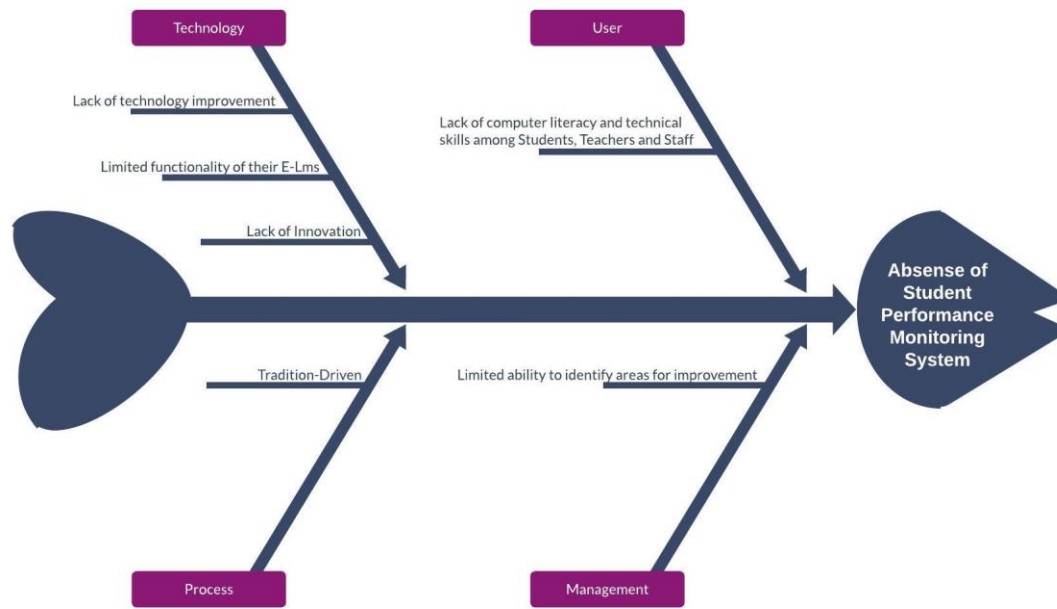 Technology
User
Lack of technology improvement
Lack of computer literacy and technical
skills among Students, Teachers and Staff
Limited functionality of their E-Lms
Lack of Innovation
Absense of
Student
Performance
Monitoring
System
Tradition-Driven
Limited ability to identify areas for improvement
Process
Management